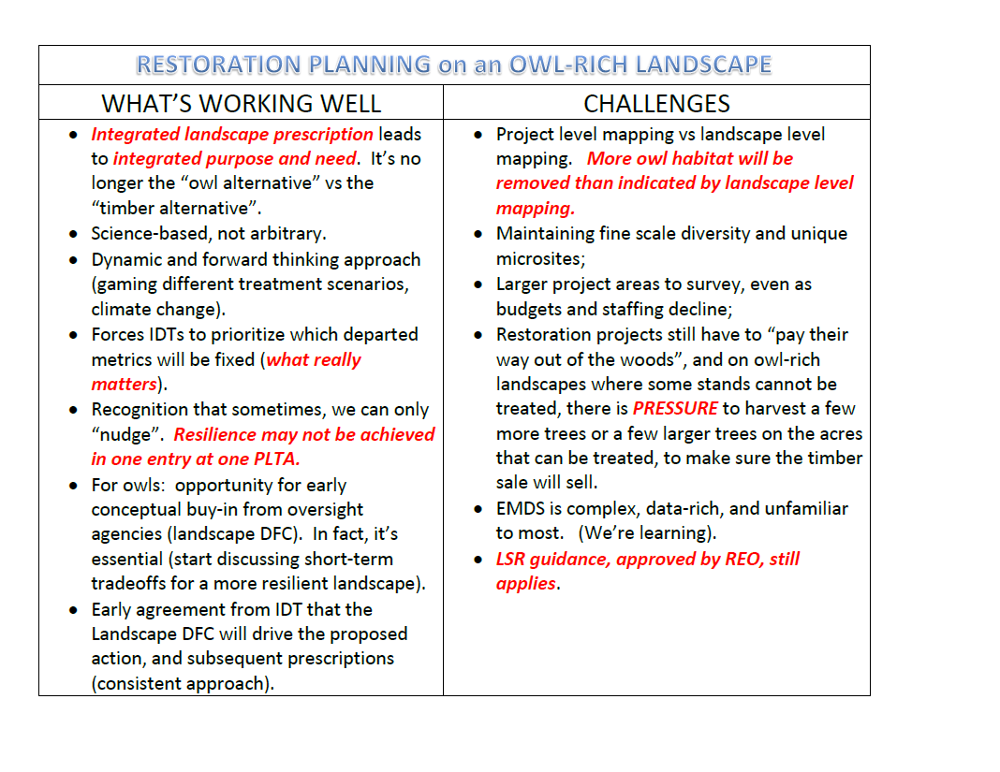 RESTORATION PLANNING on an OWL-RICH LANDSCAPE
WHAT’S WORKING WELL
• Integrated landscape prescription leads
to integrated purpose and need.  It’s no
longer the “owl alternative” vs the
“timber alternative”.
• Science-based, not arbitrary.
• Dynamic and forward thinking approach
(gaming different treatment scenarios,
climate change).
• Forces IDTs to prioritize which departed
metrics will be fixed (what really
matters).
• Recognition that sometimes, we can only
“nudge”.  Resilience may not be achieved
in one entry at one PLTA.
• For owls:  opportunity for early
conceptual buy-in from oversight
agencies (landscape DFC).  In fact, it’s
essential (start discussing short-term
tradeoffs for a more resilient landscape).
• Early agreement from IDT that the
Landscape DFC will drive the proposed
action, and subsequent prescriptions
(consistent approach).
CHALLENGES
• Project level mapping vs landscape level
mapping.   More owl habitat will be
removed than indicated by landscape level
mapping.
• Maintaining fine scale diversity and unique
microsites;
• Larger project areas to survey, even as
budgets and staffing decline;
• Restoration projects still have to “pay their
way out of the woods”, and on owl-rich
landscapes where some stands cannot be
treated, there is PRESSURE to harvest a few
more trees or a few larger trees on the acres
that can be treated, to make sure the timber
sale will sell.
• EMDS is complex, data-rich, and unfamiliar
to most.   (We’re learning).
• LSR guidance, approved by REO, still
applies.